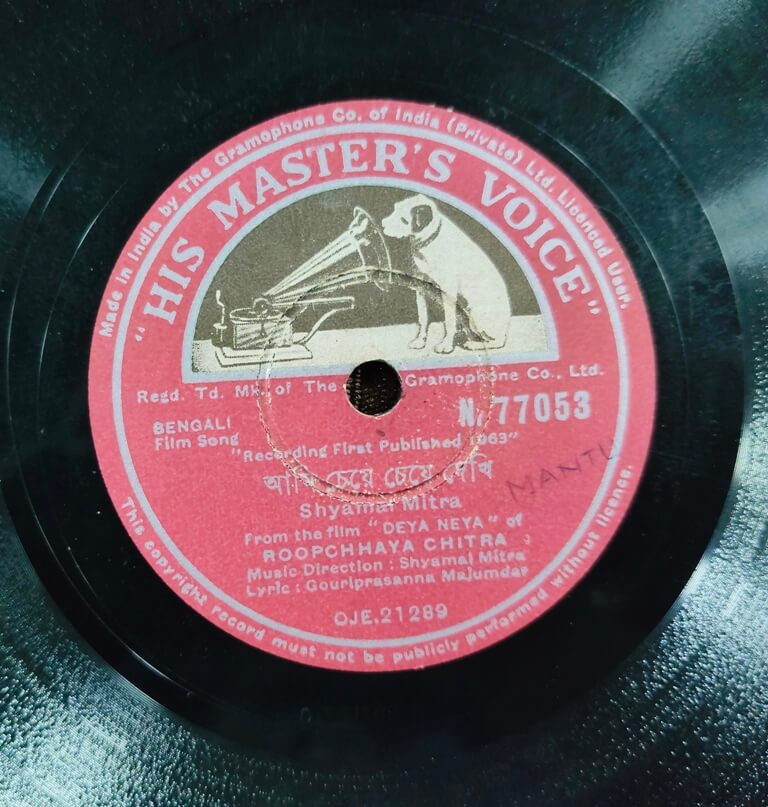 Made in India by The Gramophone Co. of India (Private) Ltd. Licenced User.
"HIS MASTER'S VOICE"
Regd. Td. Mk. of The Gramophone Co., Ltd.
BENGALI
Film Song
N. 77053
"Recording First Published 1963"
আমি চেয়ে চেয়ে দেখি
Shyamal Mitra
MANTU
From the film "DEYA NEYA" of
ROOPCHHAYA CHITRA
Music Direction : Shyamal Mitra
Lyric : Gouriprasanna Majumdar
OJE.21289
This copyright record must not be publicly performed without licence.